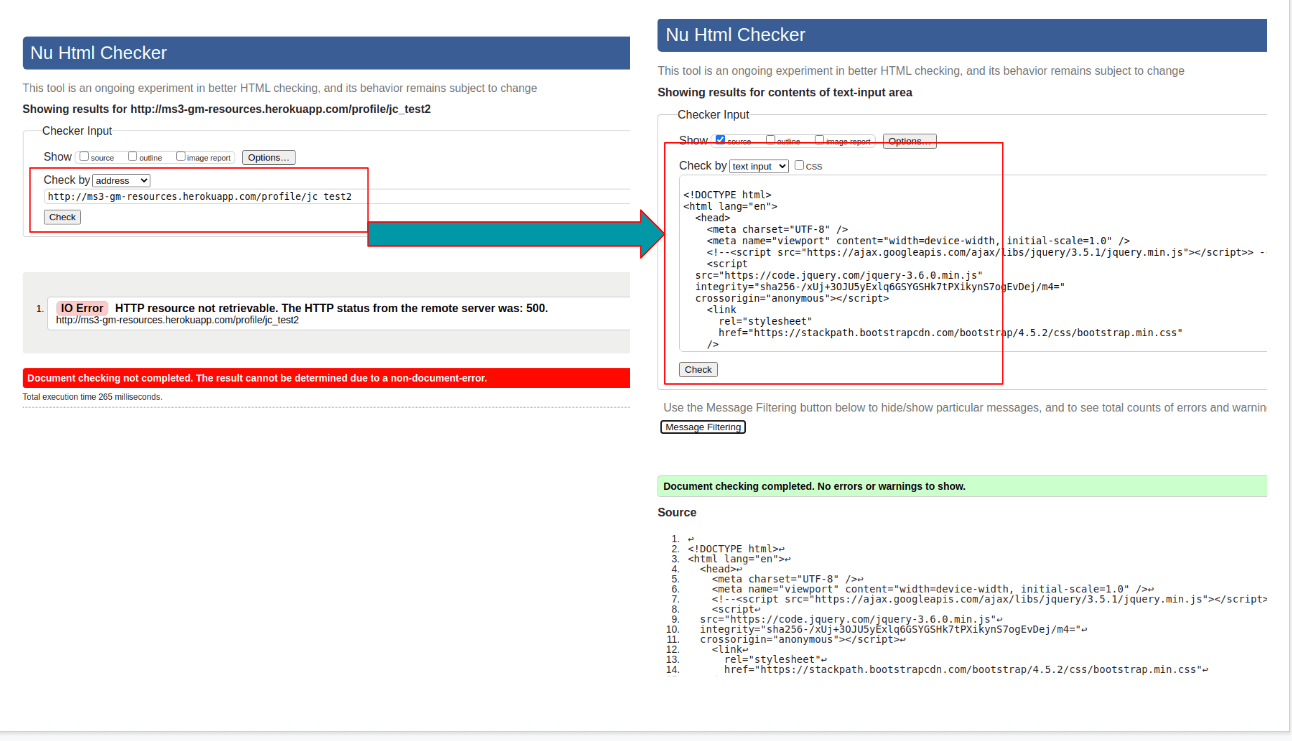 Nu Html Checker
This tool is an ongoing experiment in better HTML checking, and its behavior remains subject to change
Showing results for http://ms3-gm-resources.herokuapp.com/profile/jc_test2
Checker Input
Show source outline image report Options...
Check by address
http://ms3-gm-resources.herokuapp.com/profile/jc_test2
Check
1. IO Error HTTP resource not retrievable. The HTTP status from the remote server was: 500.
http://ms3-gm-resources.herokuapp.com/profile/jc_test2
Document checking not completed. The result cannot be determined due to a non-document-error.
Total execution time 265 milliseconds.
Nu Html Checker
This tool is an ongoing experiment in better HTML checking, and its behavior remains subject to change
Showing results for contents of text-input area
Checker Input
Show source outline image report Options...
Check by text input CSS
<!DOCTYPE html>
<html lang="en">
<head>
<meta charset="UTF-8" />
<meta name="viewport" content="width=device-width, initial-scale=1.0" />
<!--<script src="https://ajax.googleapis.com/ajax/libs/jquery/3.5.1/jquery.min.js"></script>> -
<script
src="https://code.jquery.com/jquery-3.6.0.min.js"
integrity="sha256-/xUj+3OJU5yExlq6GSYGSHk7tPXikynS7ogEvDej/m4="
crossorigin="anonymous"></script>
<link
rel="stylesheet"
href="https://stackpath.bootstrapcdn.com/bootstrap/4.5.2/css/bootstrap.min.css"
/>
Check
Use the Message Filtering button below to hide/show particular messages, and to see total counts of errors and warnin
Message Filtering
Document checking completed. No errors or warnings to show.
Source
1. ↩
2. <!DOCTYPE html>↩
3. <html lang="en">↩
4. <head>↩
5. <meta charset="UTF-8" />↩
6. <meta name="viewport" content="width=device-width, initial-scale=1.0" />↩
7. <!--<script src="https://ajax.googleapis.com/ajax/libs/jquery/3.5.1/jquery.min.js"></script>
8. <script↩
9. src="https://code.jquery.com/jquery-3.6.0.min.js"↩
10. integrity="sha256-/xUj+3OJU5yExlq6GSYGSHk7tPXikynS7ogEvDej/m4="↩
11. crossorigin="anonymous"></script>↩
12. <link↩
13. rel="stylesheet"↩
14. href="https://stackpath.bootstrapcdn.com/bootstrap/4.5.2/css/bootstrap.min.css"↩